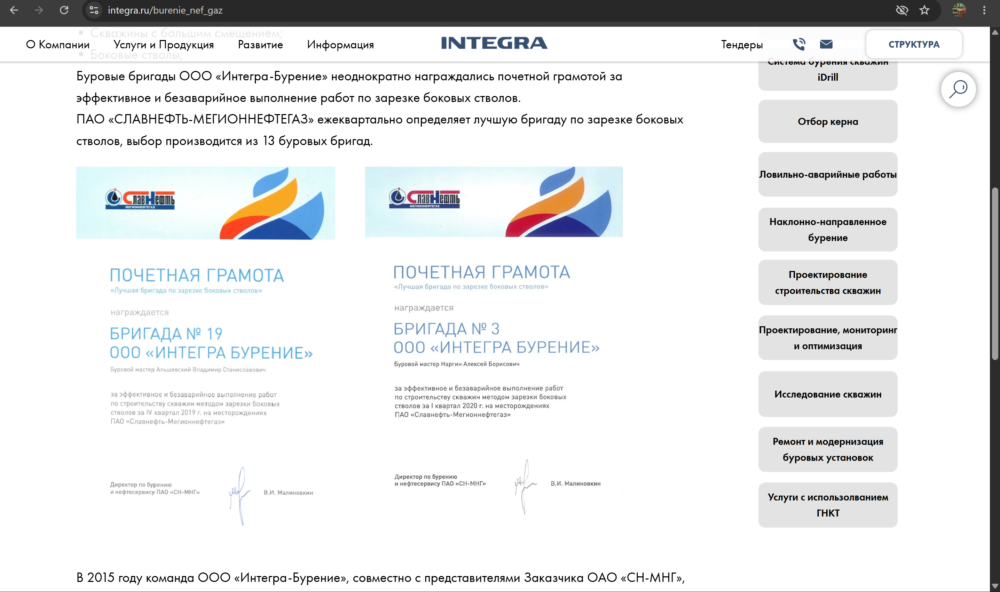 integra.ru/burenie_nef_gaz
Скважины с большим смещением;
О Компании
Услуги и Продукция
Развитие
Информация
INTEGRA
Тендеры
СТРУКТУРА
Боковые стволы;
Буровые бригады ООО «Интегра-Бурение» неоднократно награждались почетной грамотой за
эффективное и безаварийное выполнение работ по зарезке боковых стволов.
ПАО «СЛАВНЕФТЬ-МЕГИОННЕФТЕГАЗ» ежеквартально определяет лучшую бригаду по зарезке боковых
стволов, выбор производится из 13 буровых бригад.
СлавНефть
МЕГИОННЕФТЕГАЗ
ПОЧЕТНАЯ ГРАМОТА
«Лучшая бригада по зарезке боковых стволов»
награждается
БРИГАДА № 19
ООО «ИНТЕГРА БУРЕНИЕ»
Буровой мастер Альшевский Владимир Станиславович
за эффективное и безаварийное выполнение работ
по строительству скважин методом зарезки боковых
стволов за IV квартал 2019 г. на месторождениях
ПАО «Славнефть-Мегионнефтегаз»
Директор по бурению
и нефтесервису ПАО «СН-МНГ»
В.И. Малиновкин
СлавНефть
МЕГИОННЕФТЕГАЗ
ПОЧЕТНАЯ ГРАМОТА
«Лучшая бригада по зарезке боковых стволов»
награждается
БРИГАДА № 3
ООО «ИНТЕГРА БУРЕНИЕ»
Буровой мастер Наргин Алексей Борисович
за эффективное и безаварийное выполнение работ
по строительству скважин методом зарезки боковых
стволов за I квартал 2020 г. на месторождениях
ПАО «Славнефть-Мегионнефтегаз»
Директор по бурению
и нефтесервису ПАО «СН-МНГ»
В.И. Малиновкин
В 2015 году команда ООО «Интегра-Бурение», совместно с представителями Заказчика ОАО «СН-МНГ»,
Система бурения скважин
iDrill
Отбор керна
Ловильно-аварийные работы
Наклонно-направленное
бурение
Проектирование
строительства скважин
Проектирование, мониторинг
и оптимизация
Исследование скважин
Ремонт и модернизация
буровых установок
Услуги с использолванием
ГНКТ